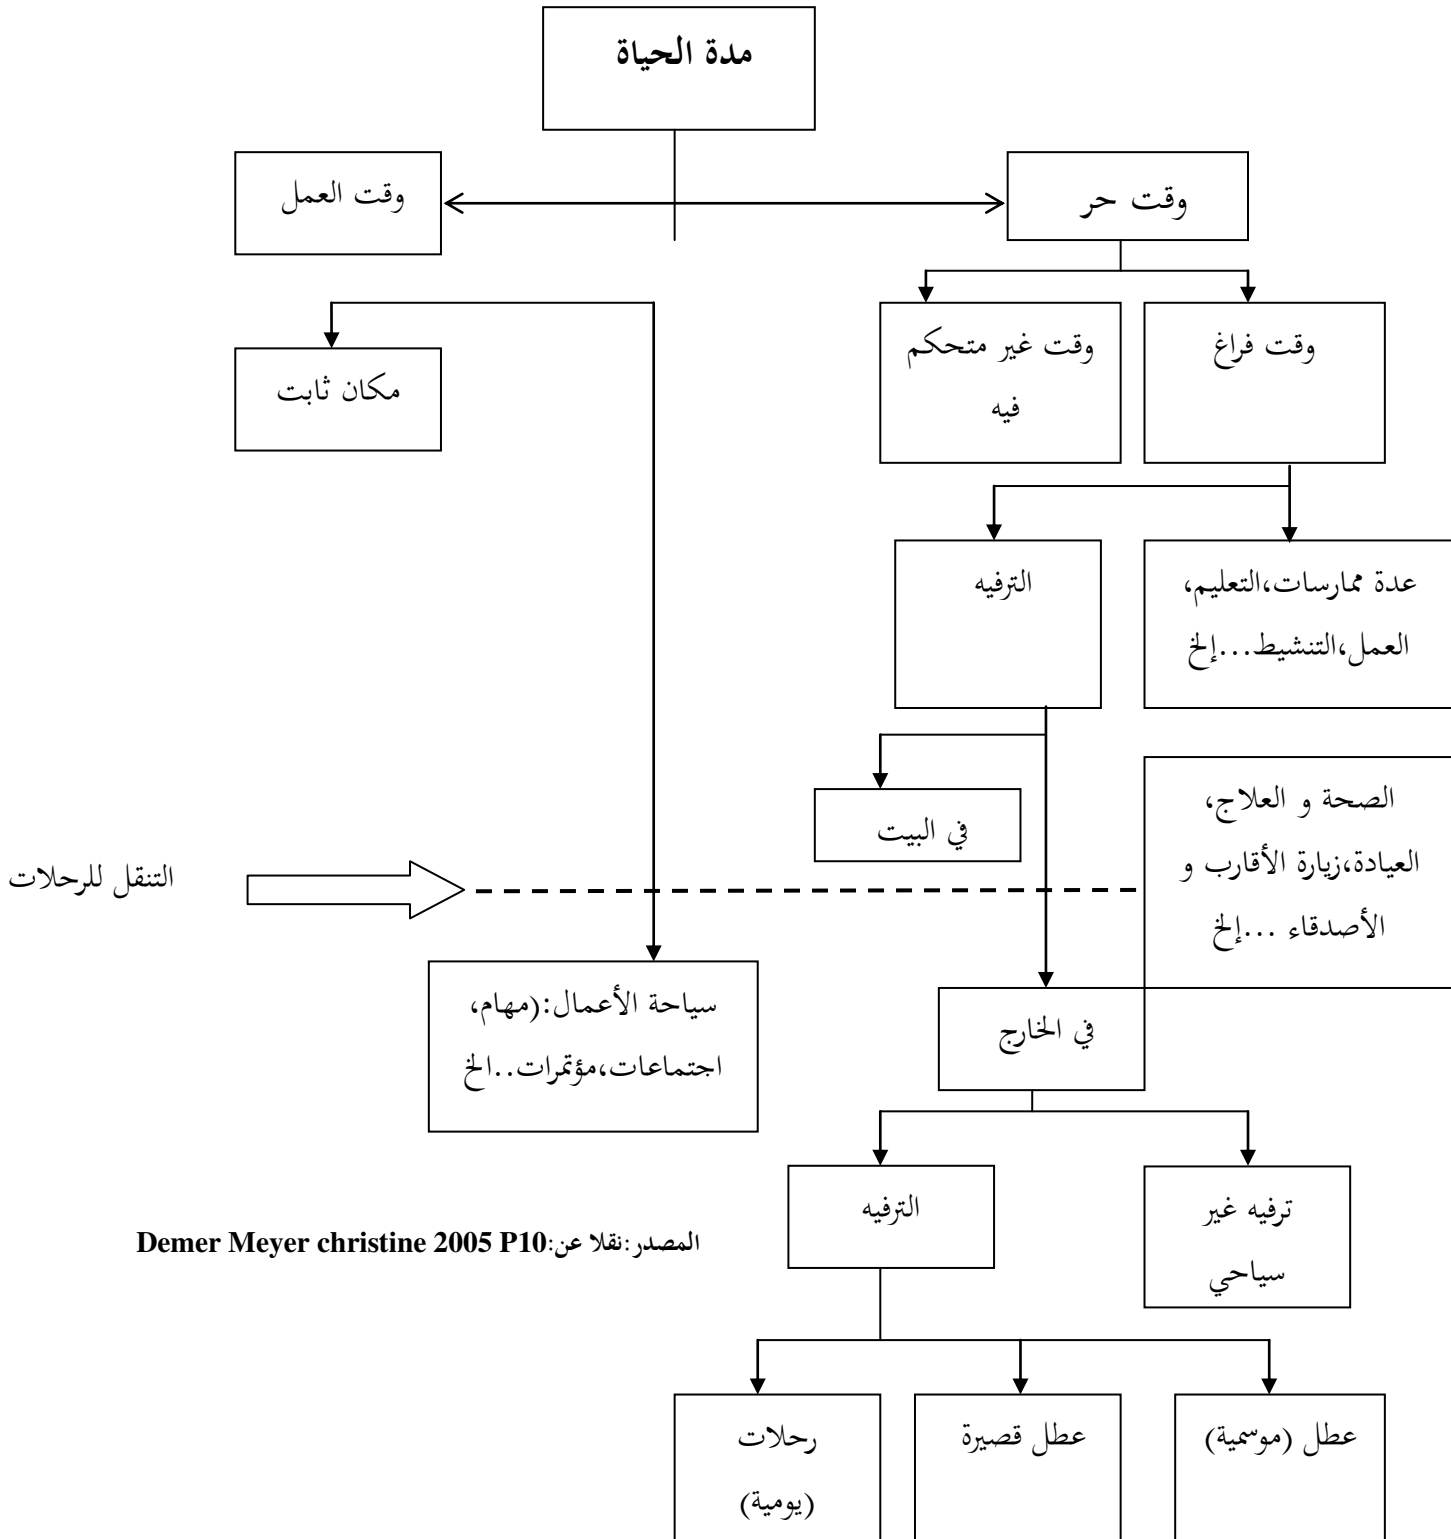 مدة الحياة
وقت حر
وقت العمل
وقت فراغ
وقت غير متحكم
فيه
مكان ثابت
عدة ممارسات،التعليم،
العمل،التنشيط...إلخ
الترفيه
في البيت
الصحة و العلاج،
العيادة،زيارة الأقارب و
الأصدقاء ...إلخ
التنقل للرحلات
سياحة الأعمال:(مهام،
اجتماعات،مؤتمرات..الخ
في الخارج
ترفيه غير
سياحي
الترفيه
المصدر:نقلا عن:Demer Meyer christine 2005 P10
عطل (موسمية)
عطل قصيرة
رحلات
(يومية)